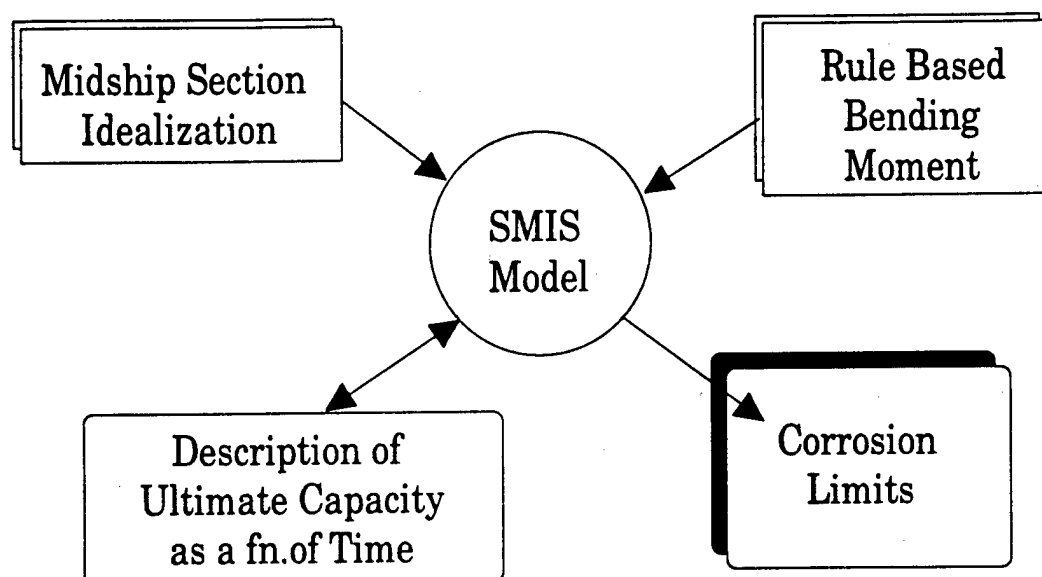 Midship Section
Idealization
Rule Based
Bending
Moment
SMIS
Model
Description of
Ultimate Capacity
as a fn.of Time
Corrosion
Limits